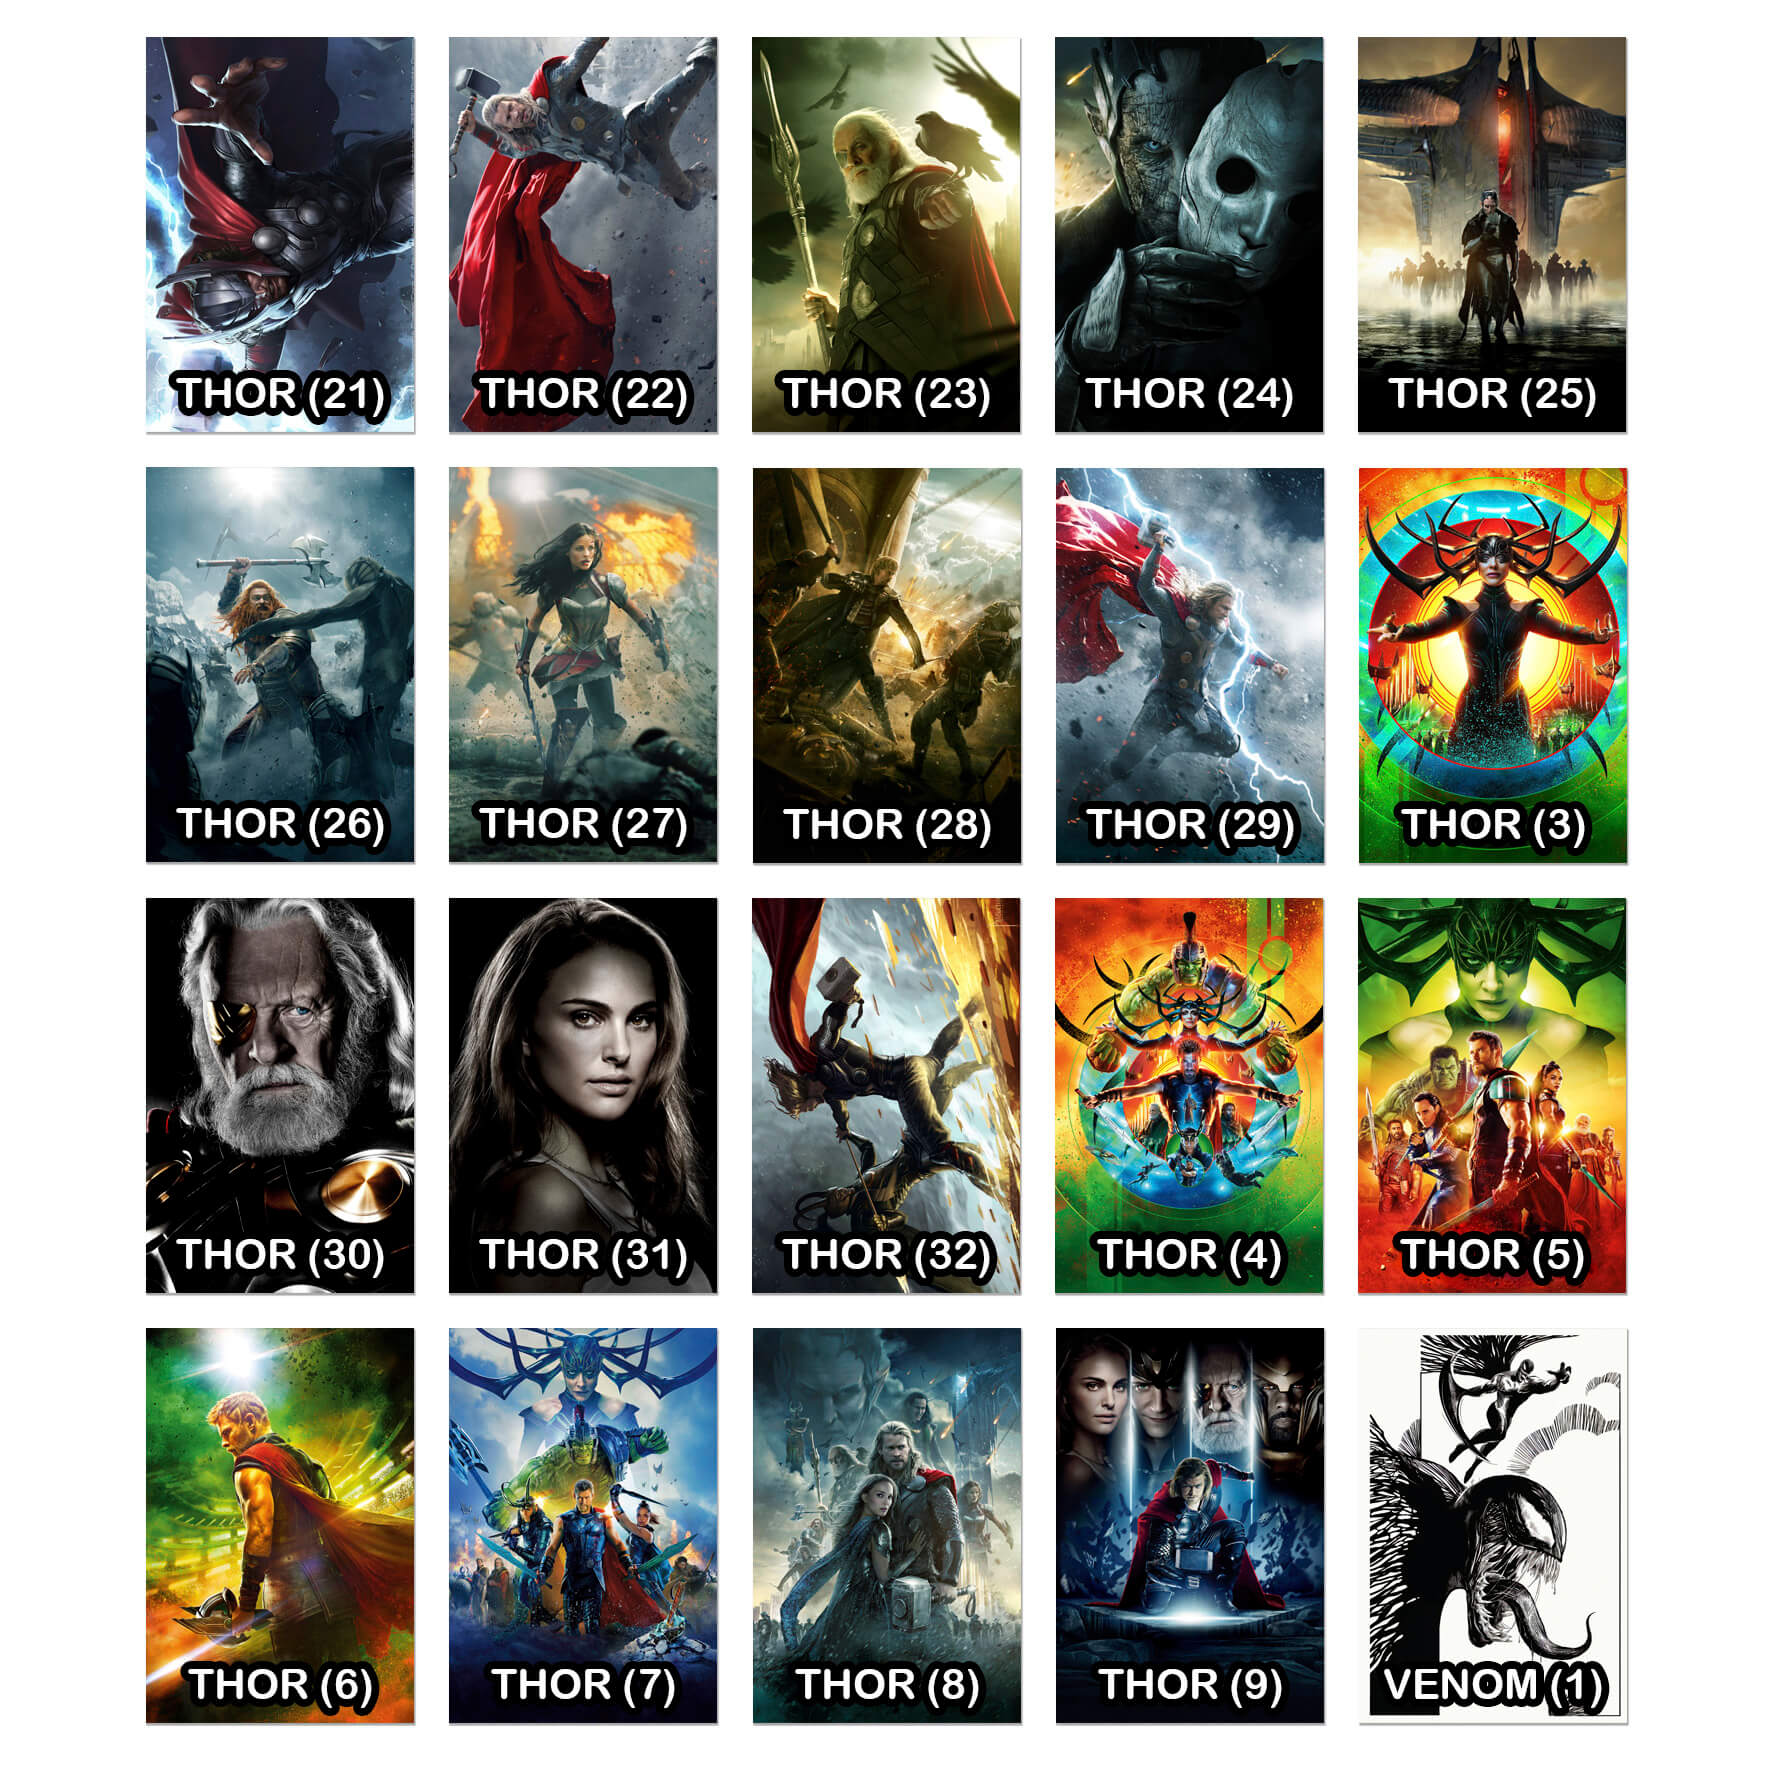 THOR (21)
THOR (22)
THOR (23)
THOR (24)
THOR (25)
THOR (26)
THOR (27)
THOR (28)
THOR (29)
THOR (3)
THOR (30)
THOR (31)
THOR (32)
THOR (4)
THOR (5)
THOR (6)
THOR (7)
THOR (8)
THOR (9)
VENOM (1)